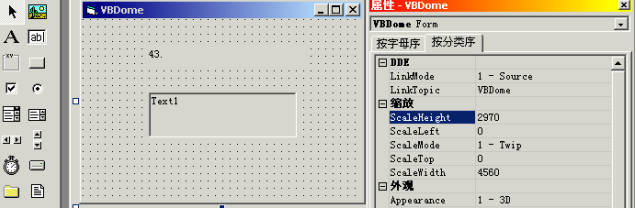 VBDome
属性 - VBDome
VBDome Form
按字母序 按分类序
A
ab
xv
43.
Text1
DDE
LinkMode 1 - Source
LinkTopic VBDome
缩放
ScaleHeight 2970
ScaleLeft 0
ScaleMode 1 - Twip
ScaleTop 0
ScaleWidth 4560
外观
Appearance 1 - 3D